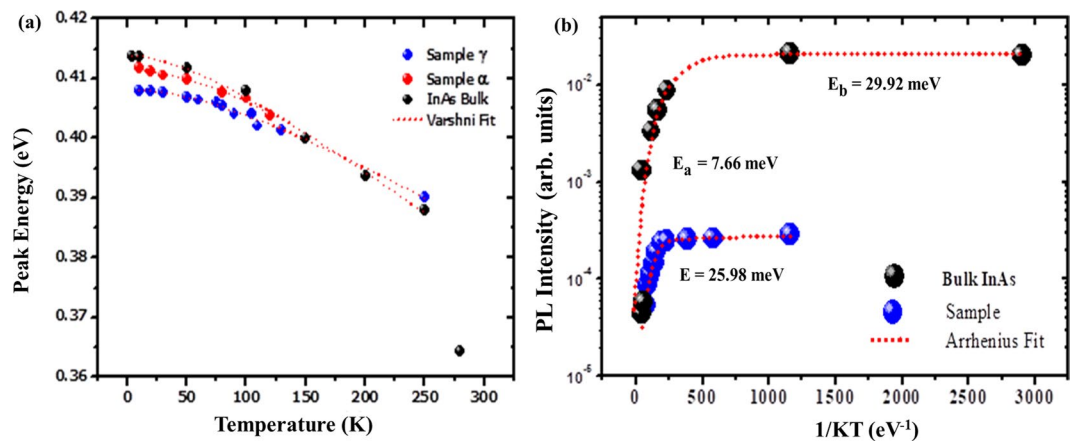 (a)
0.42
0.41
0.40
0.39
0.38
0.37
0.36
Peak Energy (eV)
Sample γ
Sample α
InAs Bulk
Varshni Fit
0 50 100 150 200 250 300
Temperature (K)
(b)
10⁻²
10⁻³
10⁻⁴
10⁻⁵
PL Intensity (arb. units)
E_b = 29.92 meV
E_a = 7.66 meV
E = 25.98 meV
Bulk InAs
Sample
Arrhenius Fit
0 500 1000 1500 2000 2500 3000
1/KT (eV⁻¹)